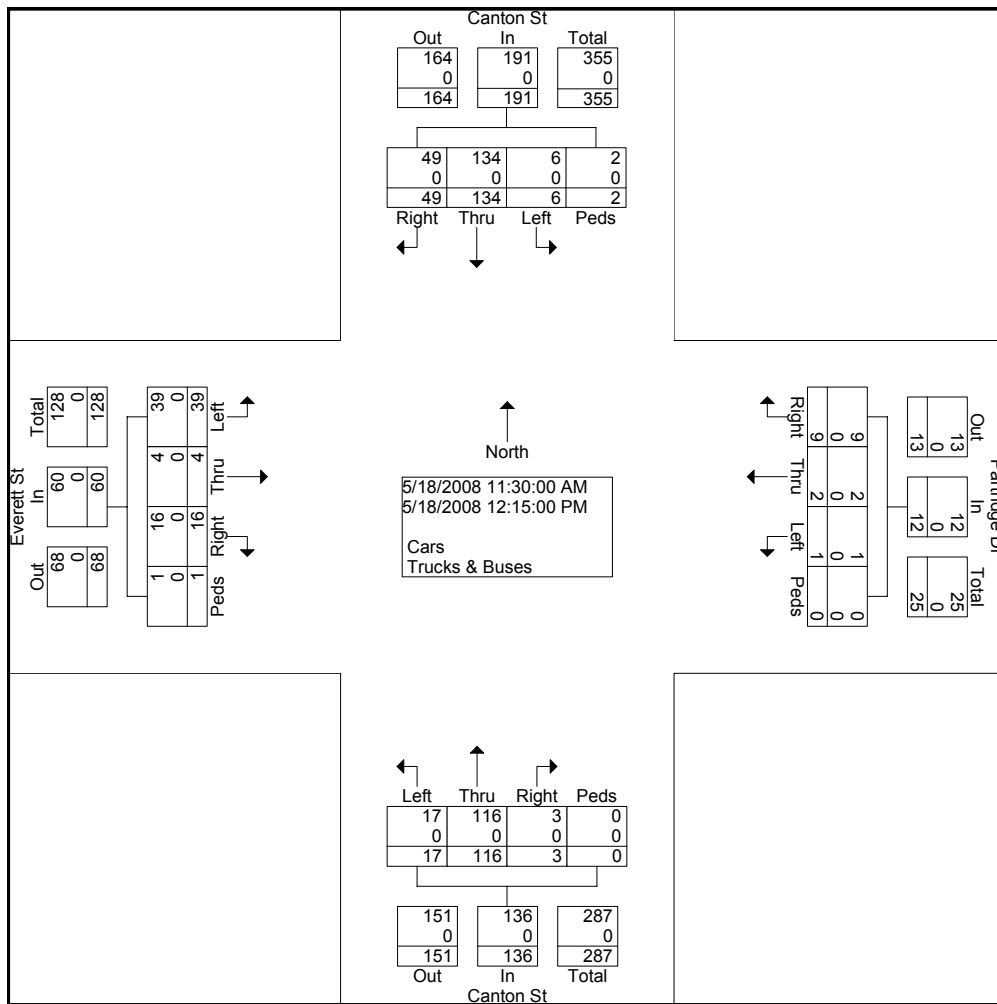 Canton St
Out In Total
164 191 355
0 0 0
164 191 355
49 134 6 2
0 0 0 0
49 134 6 2
Right Thru Left Peds
Everett St
Total In Out
128 60 68
0 0 0
128 60 68
39 4 16 1
0 0 0 0
39 4 16 1
Left Thru Right Peds
North
5/18/2008 11:30:00 AM
5/18/2008 12:15:00 PM
Cars
Trucks & Buses
Out In Total
13 12 25
0 0 0
13 12 25
9 2 1 0
0 0 0 0
9 2 1 0
Right Thru Left Peds
Left Thru Right Peds
17 116 3 0
0 0 0 0
17 116 3 0
151 136 287
0 0 0
151 136 287
Out In Total
Canton St